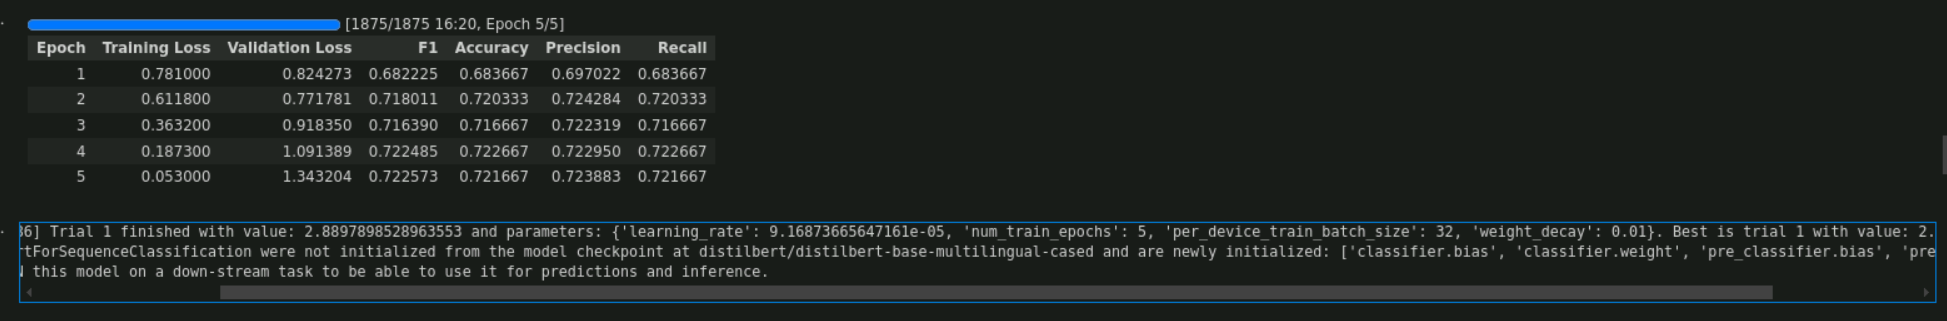 [1875/1875 16:20, Epoch 5/5]
Epoch Training Loss Validation Loss F1 Accuracy Precision Recall
1 0.781000 0.824273 0.682225 0.683667 0.697022 0.683667
2 0.611800 0.771781 0.718011 0.720333 0.724284 0.720333
3 0.363200 0.918350 0.716390 0.716667 0.722319 0.716667
4 0.187300 1.091389 0.722485 0.722667 0.722950 0.722667
5 0.053000 1.343204 0.722573 0.721667 0.723883 0.721667
36] Trial 1 finished with value: 2.8897898528963553 and parameters: {'learning_rate': 9.16873665647161e-05, 'num_train_epochs': 5, 'per_device_train_batch_size': 32, 'weight_decay': 0.01}. Best is trial 1 with value: 2.
rtForSequenceClassification were not initialized from the model checkpoint at distilbert/distilbert-base-multilingual-cased and are newly initialized: ['classifier.bias', 'classifier.weight', 'pre_classifier.bias', 'pre
this model on a down-stream task to be able to use it for predictions and inference.